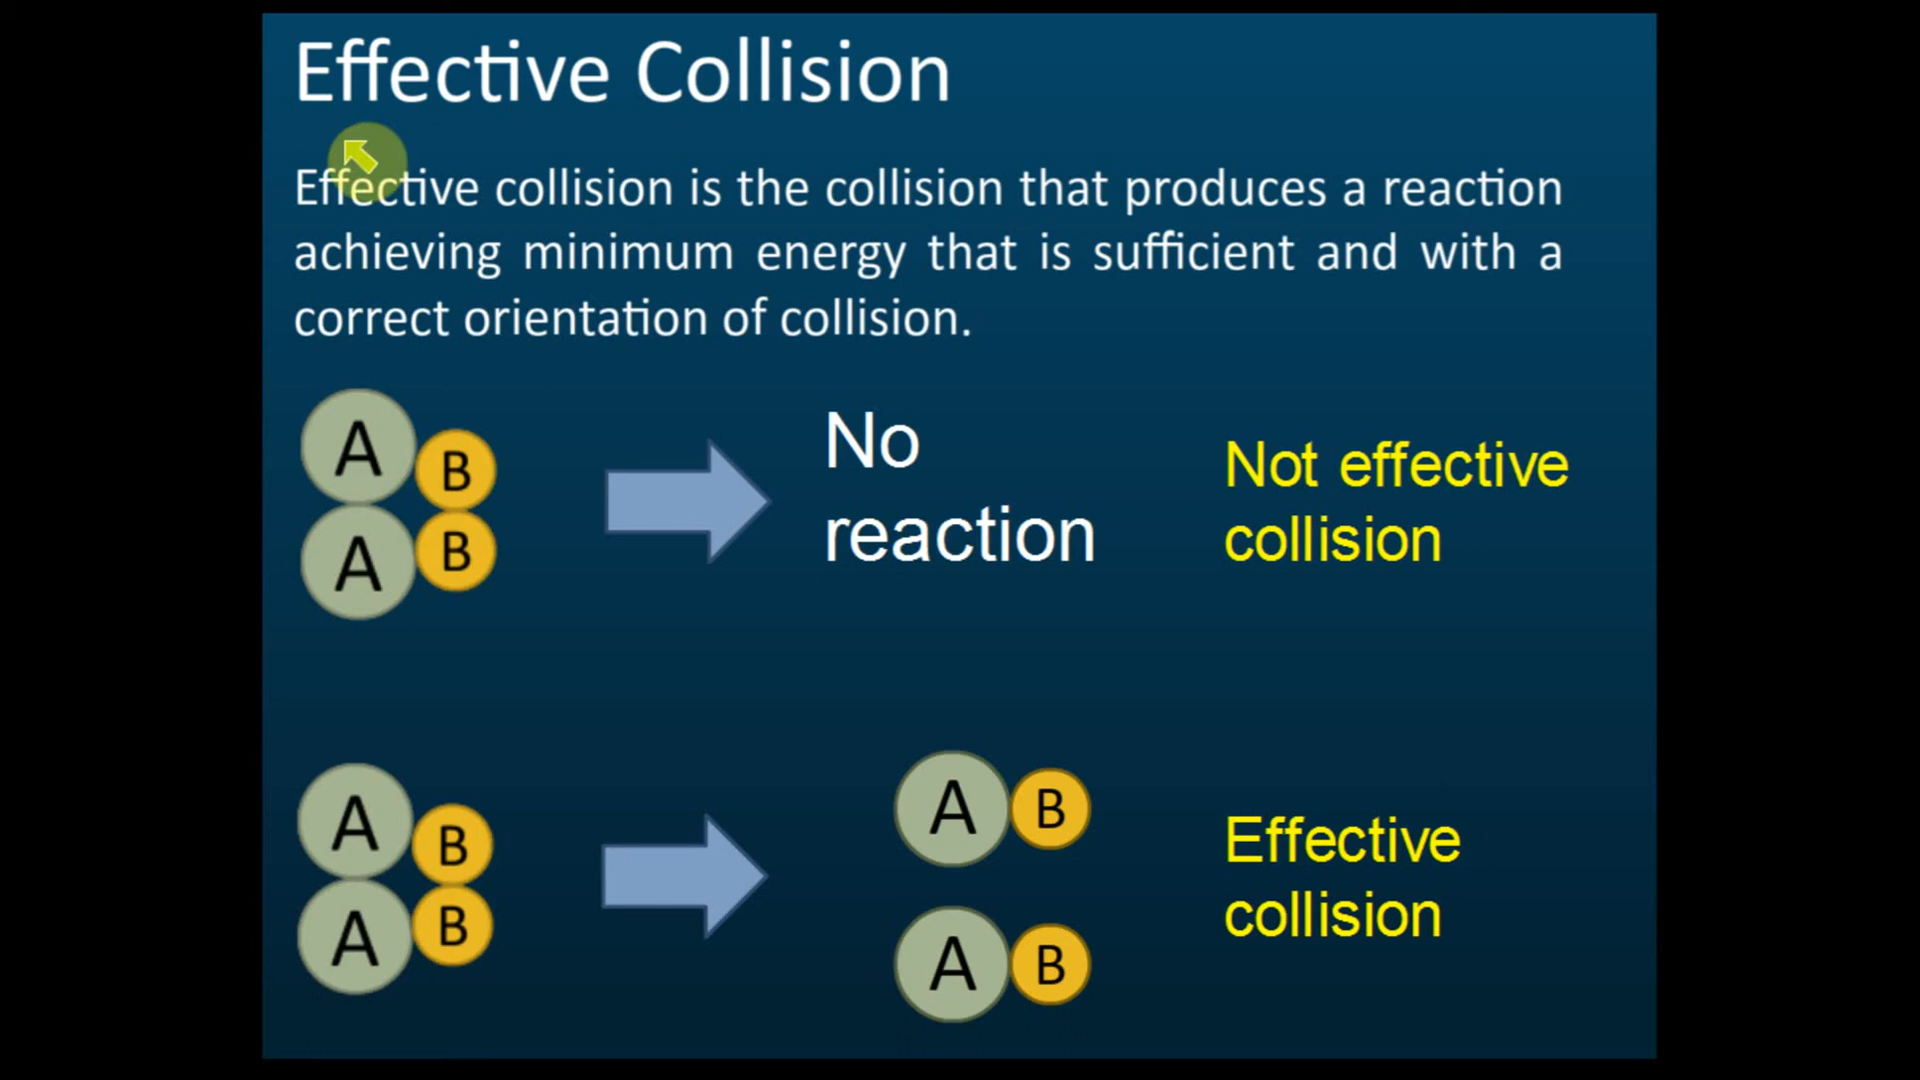 Effective Collision
Effective collision is the collision that produces a reaction
achieving minimum energy that is sufficient and with a
correct orientation of collision.
A
B
A
B
No
reaction
Not effective
collision
A
B
A
B
A B
A B
Effective
collision